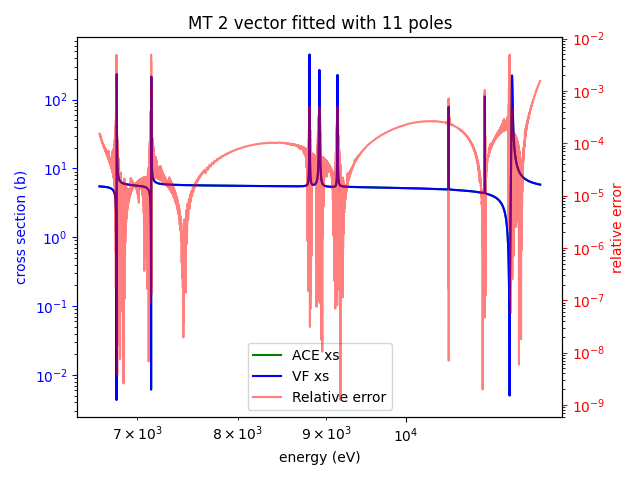 MT 2 vector fitted with 11 poles
10²
10¹
10⁰
10⁻¹
10⁻²
cross section (b)
10⁻²
10⁻³
10⁻⁴
10⁻⁵
10⁻⁶
10⁻⁷
10⁻⁸
10⁻⁹
relative error
ACE xs
VF xs
Relative error
7 × 10³ 8 × 10³ 9 × 10³ 10⁴
energy (eV)